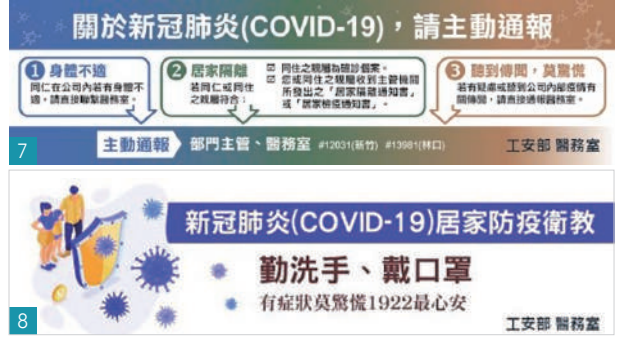 關於新冠肺炎(COVID-19)，請主動通報
1 身體不適
同仁在公司內若有身體不
適，請直接聯繫醫務室。
2 居家隔離
若同仁或同住
之親屬符合：
☑ 同住之親屬為確診個案。
☑ 您或同住之親屬收到主管機關
所發出之「居家隔離通知書」
或「居家檢疫通知書」。
3 聽到傳聞，莫驚慌
若有疑慮或聽到公司內部疫情有
關傳聞，請直接通報醫務室。
主動通報 部門主管、醫務室 #12031(新竹) #13981(林口)
工安部 醫務室
7
新冠肺炎(COVID-19)居家防疫衛教
勤洗手、戴口罩
有症狀莫驚慌1922最心安
工安部 醫務室
8